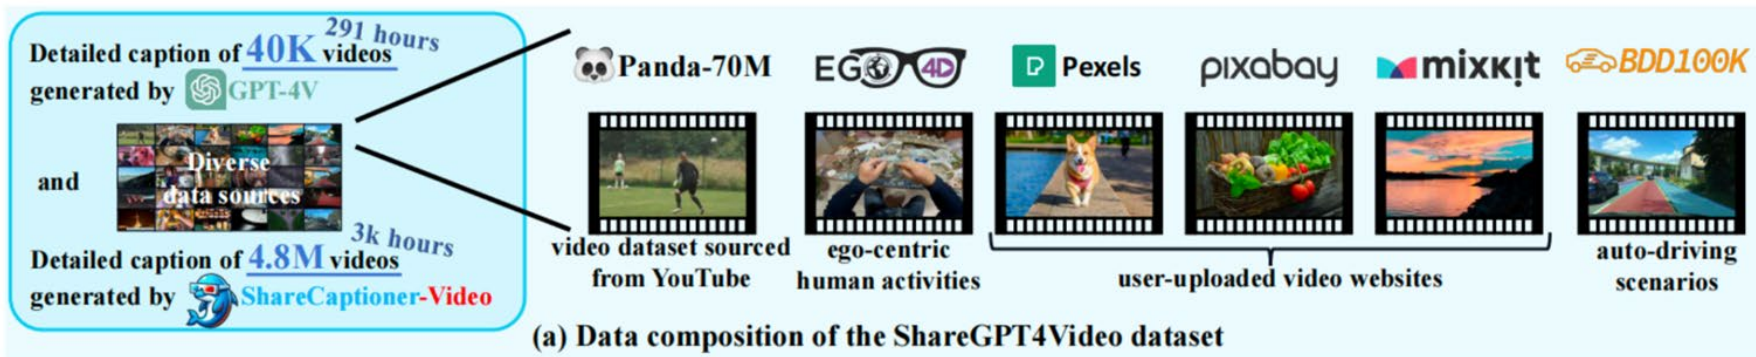 291 hours
Detailed caption of 40K videos
generated by GPT-4V
Diverse
data sources
and
3k hours
Detailed caption of 4.8M videos
generated by ShareCaptioner-Video
Panda-70M
EGO4D
Pexels
pixabay
mixkit
BDD100K
video dataset sourced
from YouTube
ego-centric
human activities
user-uploaded video websites
auto-driving
scenarios
(a) Data composition of the ShareGPT4Video dataset